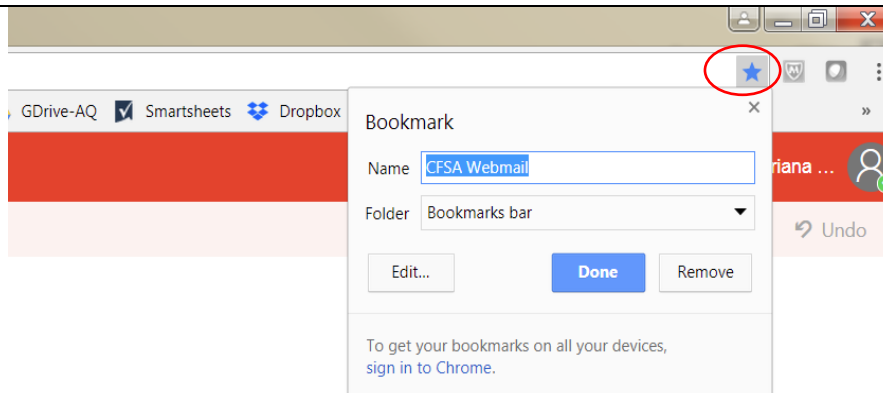 GDrive-AQ Smartsheets Dropbox »
Bookmark
Name CFSA Webmail
riana ...
Folder Bookmarks bar
Undo
Edit... Done Remove
To get your bookmarks on all your devices,
sign in to Chrome.